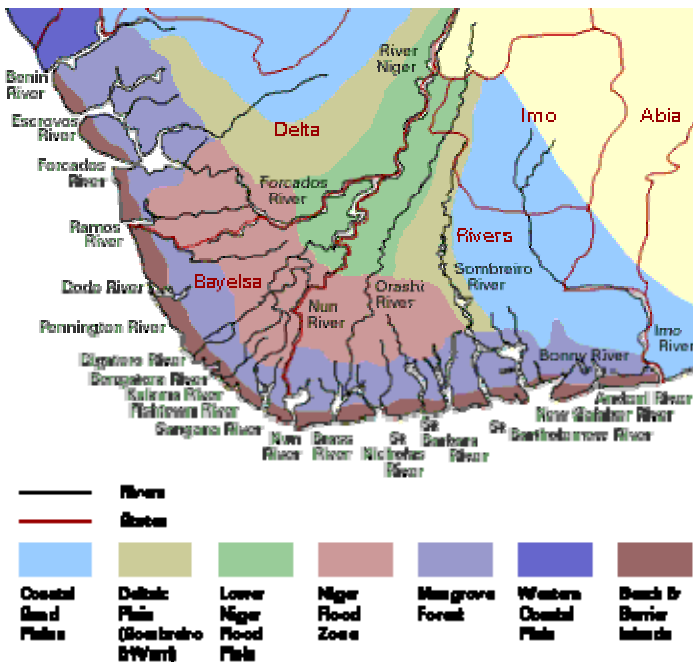 River
Niger
Benin
River
Escravos
River
Forcados
River
Ramos
River
Dodo River
Pennington River
Digatoro River
Bengatoro River
Kulama River
Fishtown River
Sangana River
Nun
River
Brass
River
St
Nicholas
River
St
Barbara
River
St
Bartholomew River
New Calabar River
Andoni River
Delta
Imo
Abia
Forcados
River
Rivers
Bayelsa
Nun
River
Orashi
River
Sombreiro
River
Imo
River
Bonny River
Rivers
States
Coastal
Sand
Plains
Deltaic
Plain
(Sombreiro
&Warri)
Lower
Niger
Flood
Plain
Niger
Flood
Zone
Mangrove
Forest
Western
Coastal
Plain
Beach &
Barrier
Islands